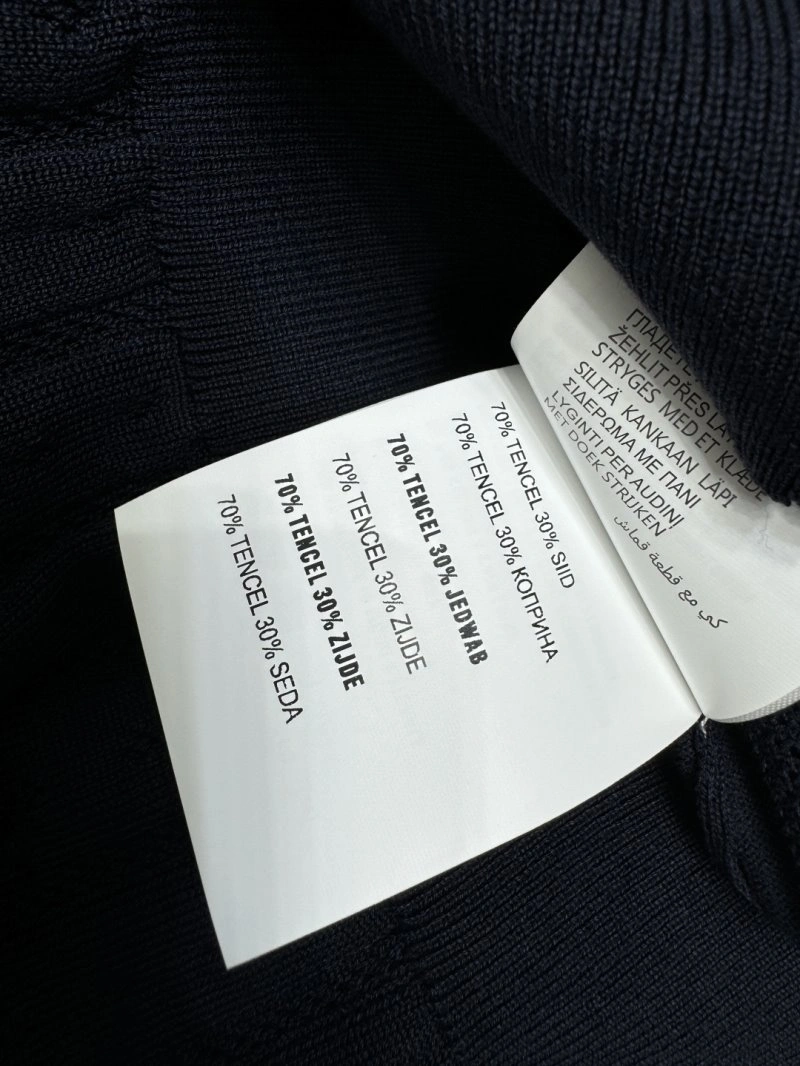 70% TENCEL 30% SIID
70% TENCEL 30% КОПРИНА
70% TENCEL 30% JEDWAB
70% TENCEL 30% ZIJDE
70% TENCEL 30% ZIJDE
70% TENCEL 30% SEDA
ГЛАДЕ
ŽEHLIT PŘES
STRYGES MED ET KLÆDE
SILITÄ KANKAAN LÄPI
ΣΙΔΕΡΩΜΑ ΜΕ ΠΑΝΙ
LYGINTI PER AUDINI
MET DOEK STRIJKEN
كي مع قطعة قماش